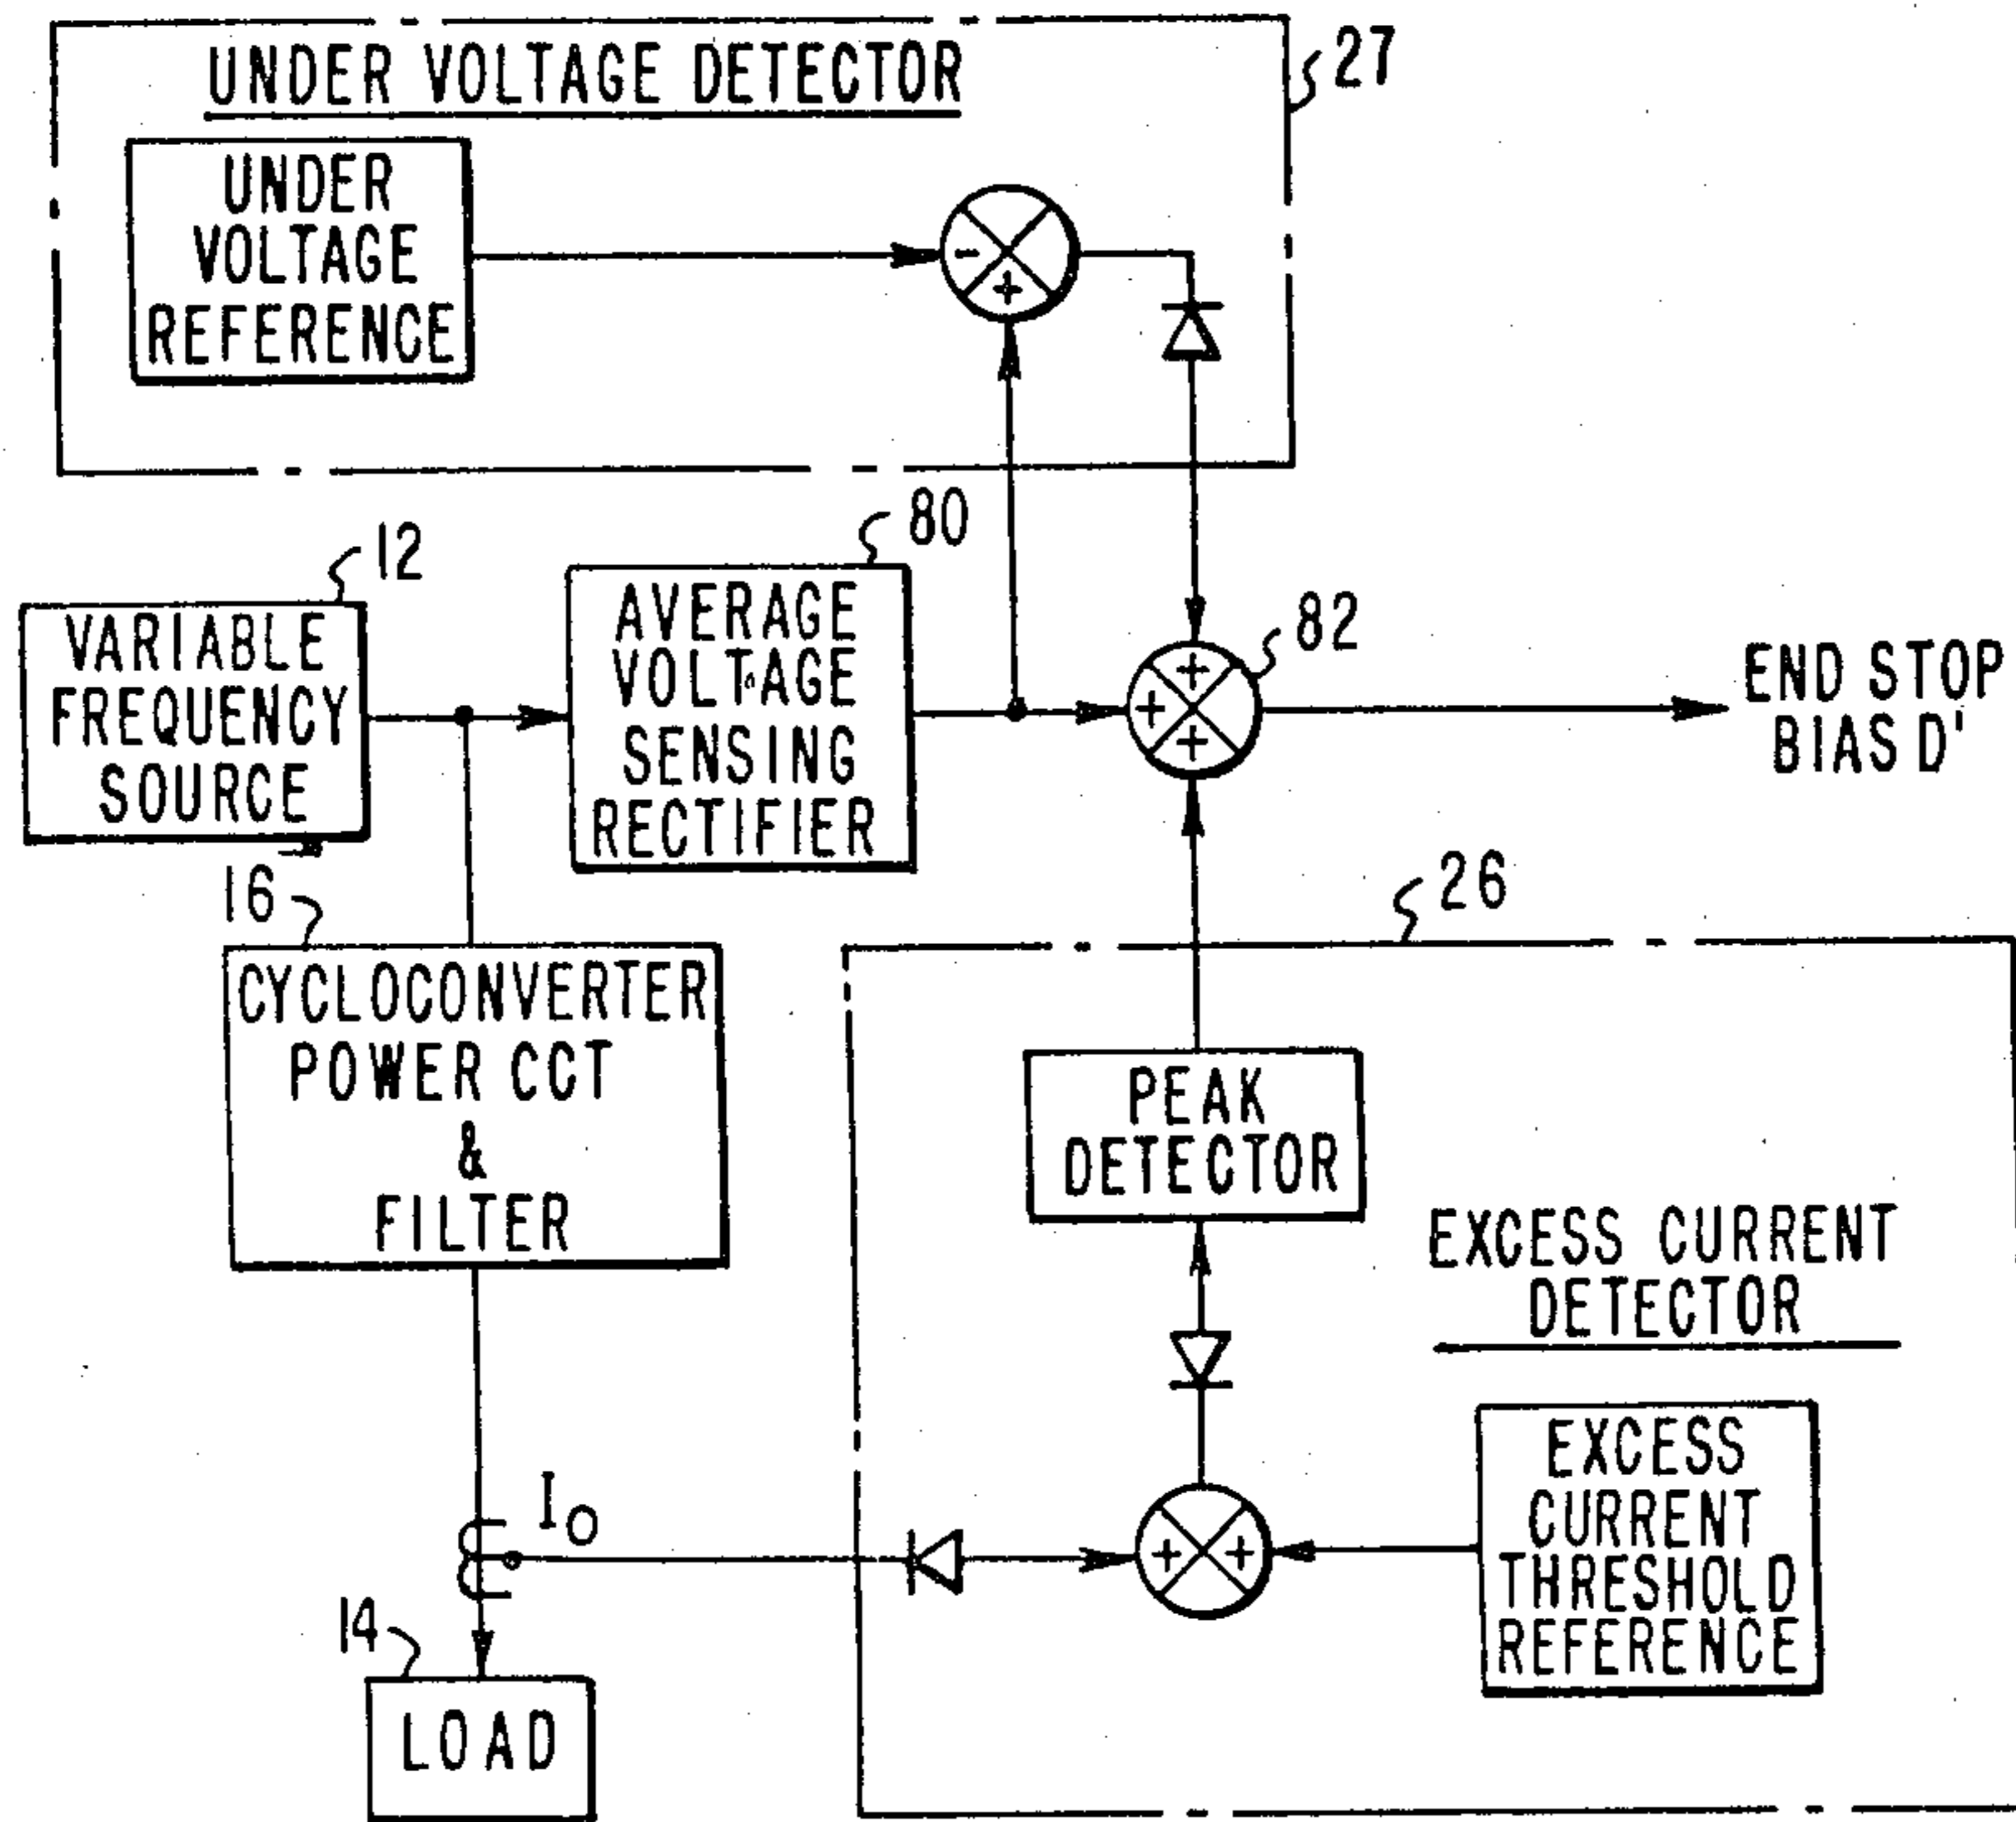 UNDER VOLTAGE DETECTOR
27
UNDER
VOLTAGE
REFERENCE
-
+
12
VARIABLE
FREQUENCY
SOURCE
80
AVERAGE
VOLTAGE
SENSING
RECTIFIER
82
+
+
+
END STOP
BIAS D'
16
CYCLOCONVERTER
POWER CCT
&
FILTER
26
PEAK
DETECTOR
EXCESS CURRENT
DETECTOR
EXCESS
CURRENT
THRESHOLD
REFERENCE
+ +
IO
14
LOAD